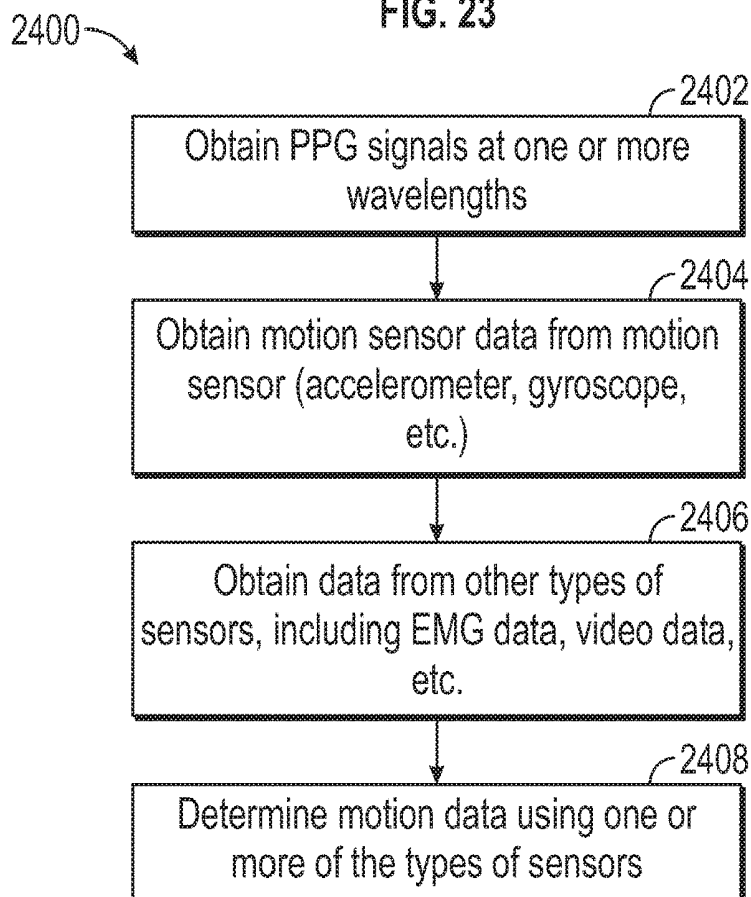 FIG. 23
2400
2402
Obtain PPG signals at one or more
wavelengths
2404
Obtain motion sensor data from motion
sensor (accelerometer, gyroscope,
etc.)
2406
Obtain data from other types of
sensors, including EMG data, video data,
etc.
2408
Determine motion data using one or
more of the types of sensors